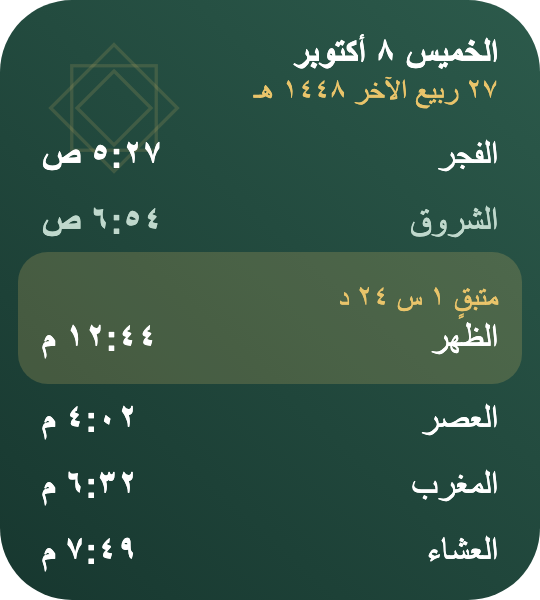 الخميس ٨ أكتوبر
٢٧ ربيع الآخر ١٤٤٨ هـ
الفجر ٥:٢٧ ص
الشروق ٦:٥٤ ص
متبقٍ ١ س ٢٤ د
الظهر ١٢:٤٤ م
العصر ٤:٠٢ م
المغرب ٦:٣٢ م
العشاء ٧:٤٩ م